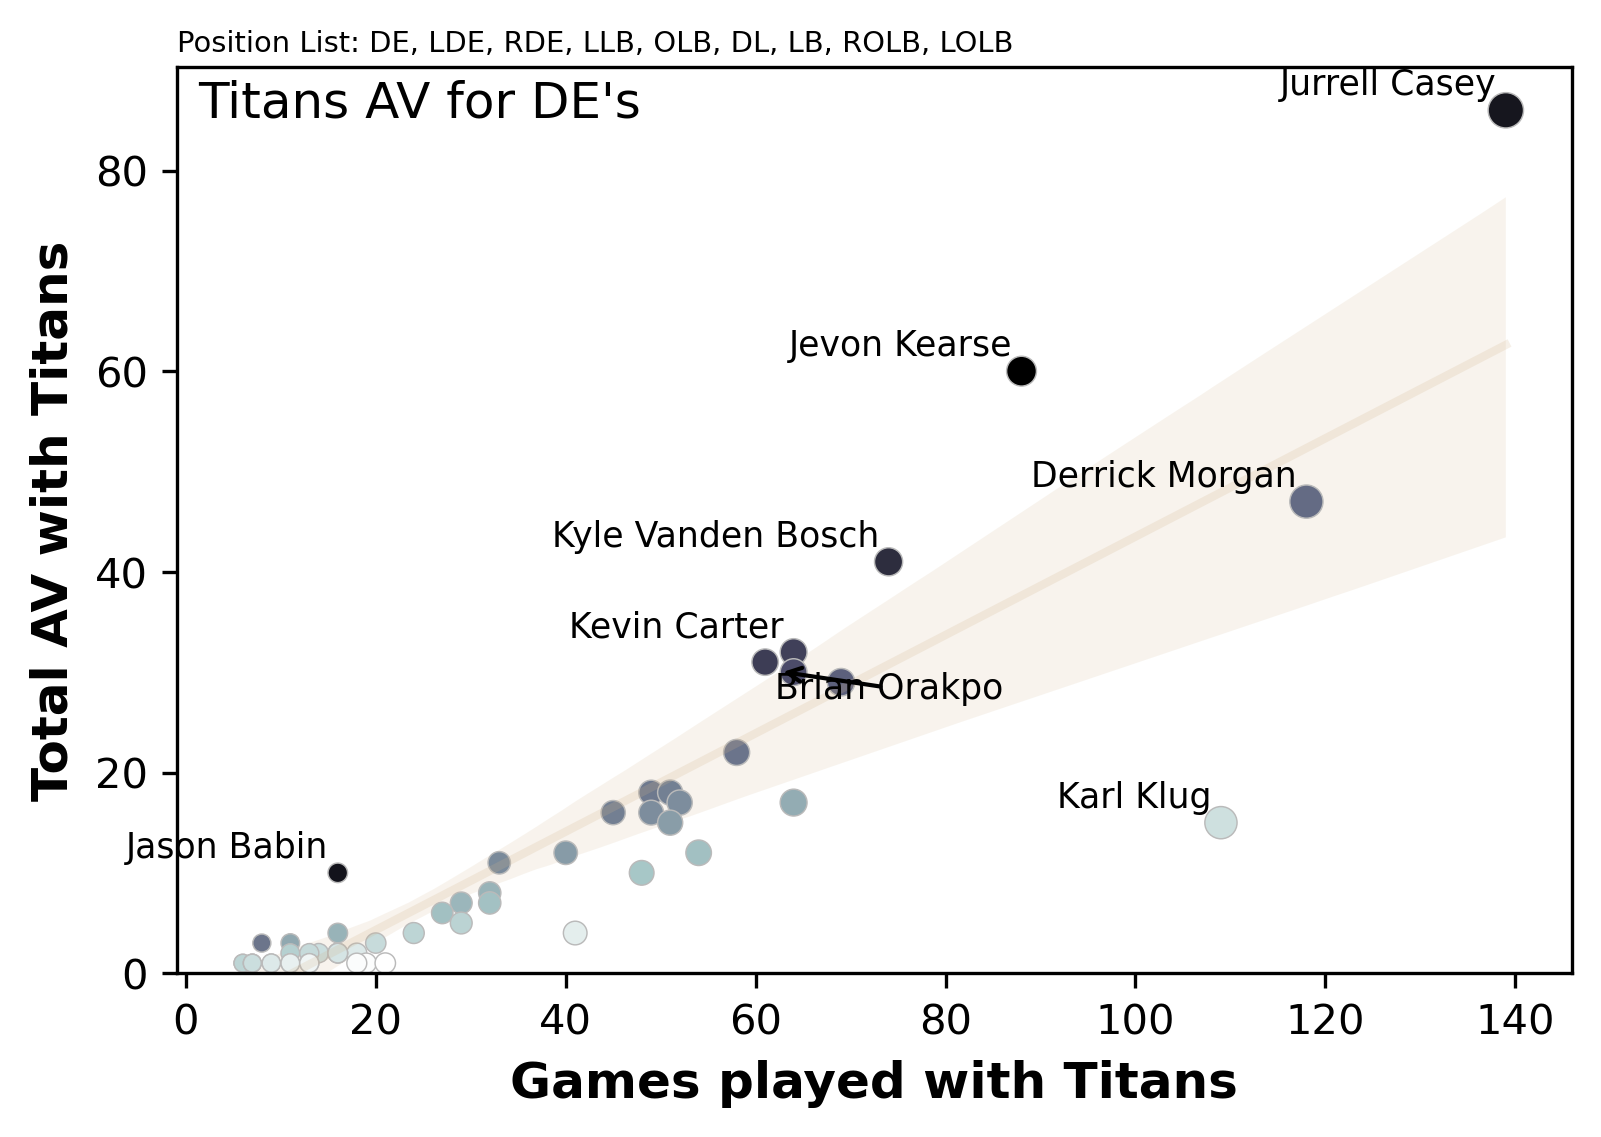 Position List: DE, LDE, RDE, LLB, OLB, DL, LB, ROLB, LOLB
Titans AV for DE's
Jurrell Casey
80
Jevon Kearse
60
Derrick Morgan
Kyle Vanden Bosch
40
Kevin Carter
Brian Orakpo
20
Karl Klug
Jason Babin
0
Total AV with Titans
0 20 40 60 80 100 120 140
Games played with Titans